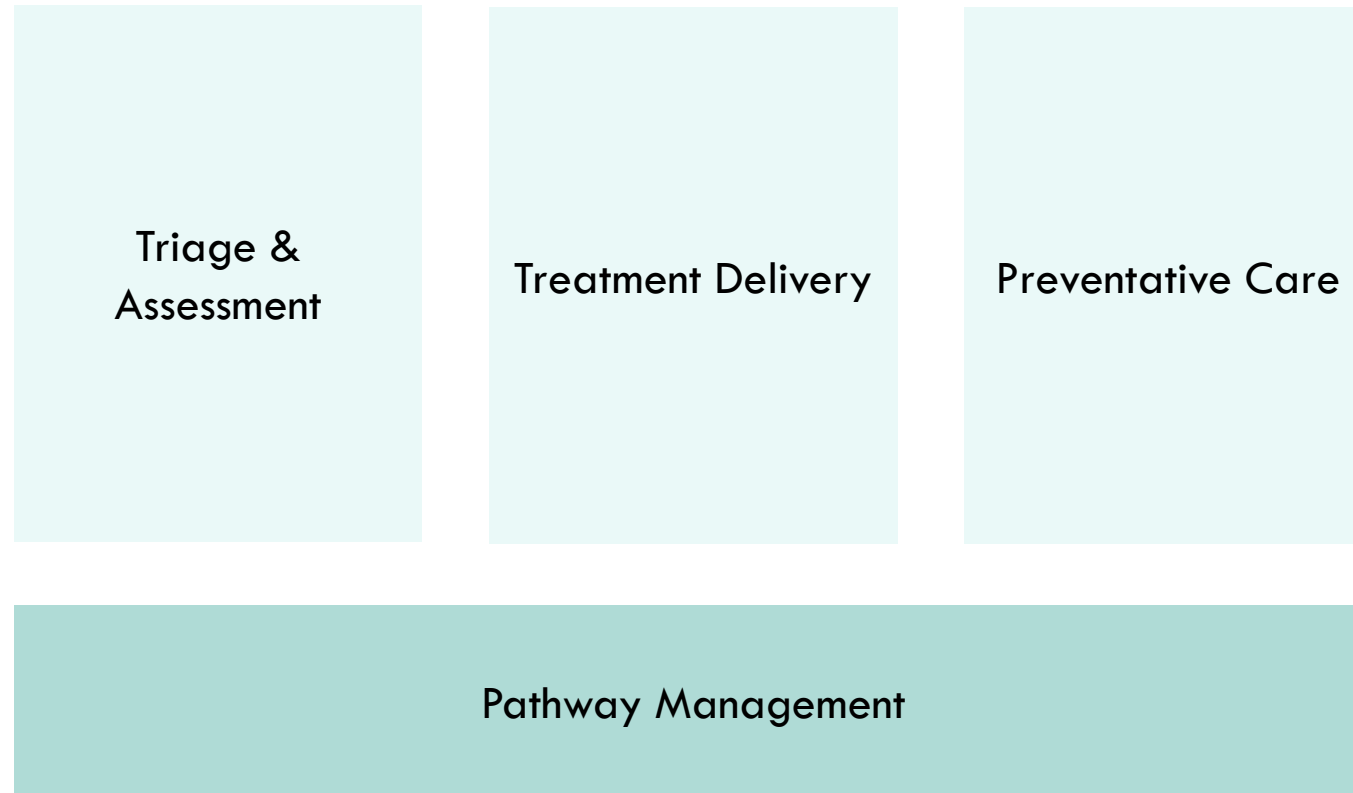 Triage &
Assessment
Treatment Delivery
Preventative Care
Pathway Management